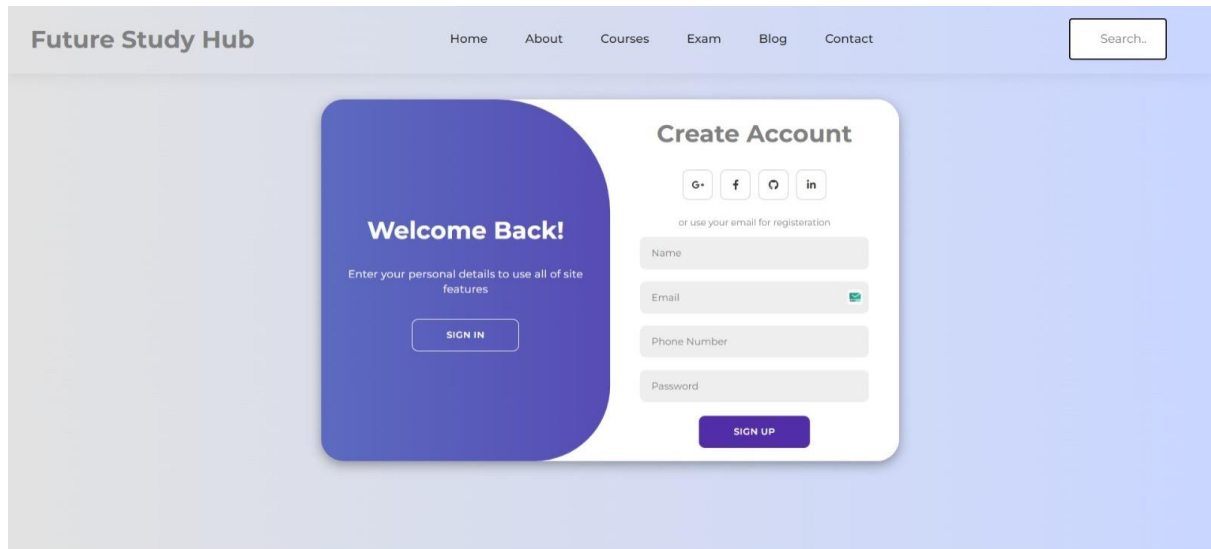 Future Study Hub
Home About Courses Exam Blog Contact
Search..
Welcome Back!
Enter your personal details to use all of site
features
SIGN IN
Create Account
G+ f in
or use your email for registeration
Name
Email
Phone Number
Password
SIGN UP